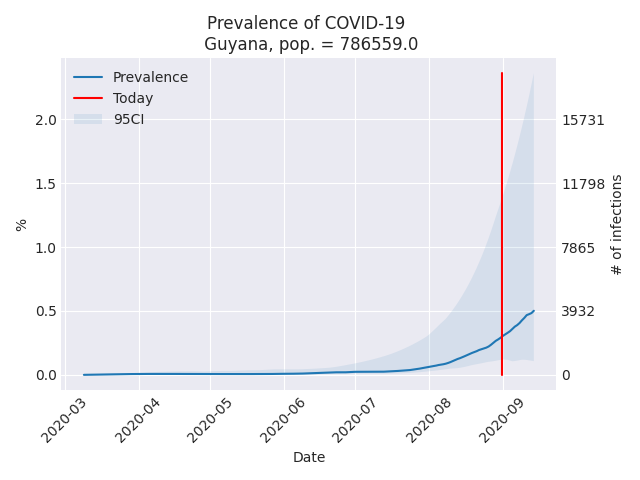 Prevalence of COVID-19
Guyana, pop. = 786559.0
Prevalence
Today
95CI
2.0
1.5
1.0
0.5
0.0
%
15731
11798
7865
3932
0
# of infections
2020-03
2020-04
2020-05
2020-06
2020-07
2020-08
2020-09
Date